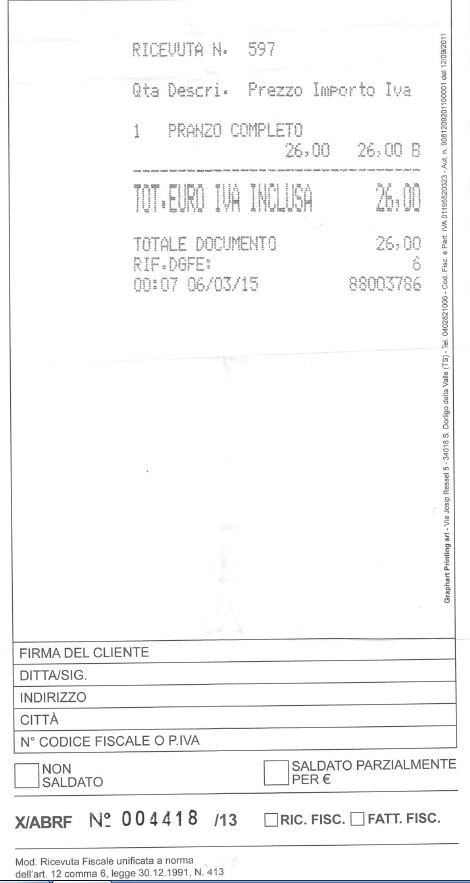 RICEVUTA N. 597
Qta Descri. Prezzo Importo Iva
1 PRANZO COMPLETO
26,00 26,00 B
TOT.EURO IVA INCLUSA 26,00
TOTALE DOCUMENTO 26,00
RIF.DGFE: 6
00:07 06/03/15 88003786
Graphart Printing srl - Via Josip Ressel 5 - 34018 S. Dorligo della Valle (TS) - Tel. 0402821006 - Cod. Fisc. e Part. IVA 01195520323 - Aut. n. 9081209201100001 del 12/09/2011
FIRMA DEL CLIENTE
DITTA/SIG.
INDIRIZZO
CITTÀ
N° CODICE FISCALE O P.IVA
NON
SALDATO
SALDATO PARZIALMENTE
PER €
X/ABRF Nº 004418 /13 RIC. FISC. FATT. FISC.
Mod. Ricevuta Fiscale unificata a norma
dell'art. 12 comma 6, legge 30.12.1991, N. 413